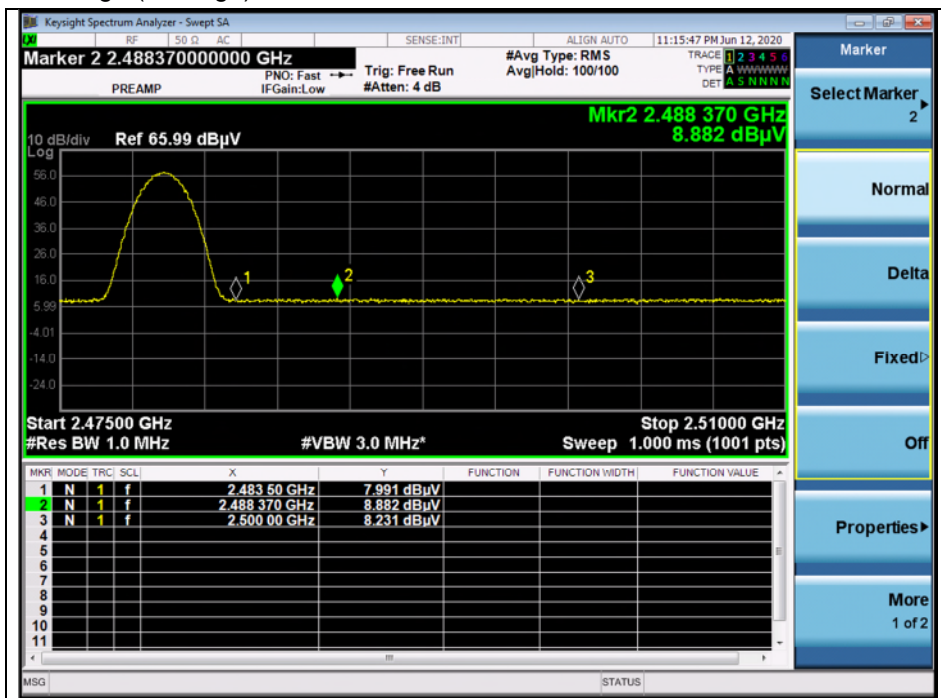 Keysight Spectrum Analyzer - Swept SA
LXI RF 50 Ω AC SENSE:INT ALIGN AUTO 11:15:47 PM Jun 12, 2020
Marker 2 2.488370000000 GHz
PREAMP
PNO: Fast
IFGain:Low
Trig: Free Run
#Atten: 4 dB
#Avg Type: RMS
Avg|Hold: 100/100
TRACE 1 2 3 4 5 6
TYPE A WWWWW
DET A S N N N N
Mkr2 2.488 370 GHz
8.882 dBµV
10 dB/div Ref 65.99 dBµV
Log
56.0
46.0
36.0
26.0
16.0
5.99
-4.01
-14.0
-24.0
1
2
3
Start 2.47500 GHz Stop 2.51000 GHz
#Res BW 1.0 MHz #VBW 3.0 MHz* Sweep 1.000 ms (1001 pts)
MKR MODE TRC SCL X Y FUNCTION FUNCTION WIDTH FUNCTION VALUE
1 N 1 f 2.483 50 GHz 7.991 dBµV
2 N 1 f 2.488 370 GHz 8.882 dBµV
3 N 1 f 2.500 00 GHz 8.231 dBµV
4
5
6
7
8
9
10
11
MSG STATUS
Marker
Select Marker
2
Normal
Delta
Fixed
Off
Properties
More
1 of 2